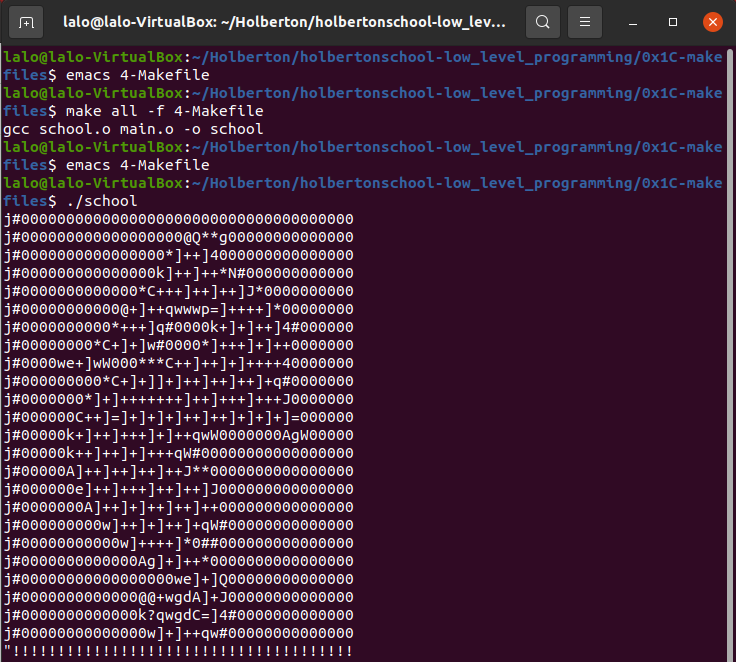 lalo@lalo-VirtualBox: ~/Holberton/holbertonschool-low_lev...
lalo@lalo-VirtualBox:~/Holberton/holbertonschool-low_level_programming/0x1C-make
files$ emacs 4-Makefile
lalo@lalo-VirtualBox:~/Holberton/holbertonschool-low_level_programming/0x1C-make
files$ make all -f 4-Makefile
gcc school.o main.o -o school
lalo@lalo-VirtualBox:~/Holberton/holbertonschool-low_level_programming/0x1C-make
files$ emacs 4-Makefile
lalo@lalo-VirtualBox:~/Holberton/holbertonschool-low_level_programming/0x1C-make
files$ ./school
j#0000000000000000000000000000000000000
j#000000000000000000@Q**g00000000000000
j#0000000000000000*]++]4000000000000000
j#000000000000000k]++]++*N#000000000000
j#0000000000000*C+++]++]++]J*0000000000
j#00000000000@+]++qwwwp=]++++]*00000000
j#0000000000*+++]q#0000k+]+]++]4#000000
j#00000000*C+]+]w#0000*]+++]+]++0000000
j#0000we+]wW000***C++]++]+]++++40000000
j#000000000*C+]+]]+]++]++]++]+q#0000000
j#0000000*]+]+++++++]++]+++]+++J0000000
j#000000C++]=]+]+]+]++]++]+]+]+]=000000
j#00000k+]++]+++]+]++qwW0000000AgW00000
j#00000k++]++]+]+++qW#00000000000000000
j#00000A]++]++]++]++J**0000000000000000
j#000000e]++]+++]++]++]J000000000000000
j#0000000A]++]+]++]++]++000000000000000
j#000000000w]++]+]++]+qW#00000000000000
j#00000000000w]++++]*0##000000000000000
j#0000000000000Ag]+]++*0000000000000000
j#00000000000000000we]+]Q00000000000000
j#0000000000000@@+wgdA]+J00000000000000
j#0000000000000k?qwgdC=]4#0000000000000
j#00000000000000w]+]++qw#00000000000000
"!!!!!!!!!!!!!!!!!!!!!!!!!!!!!!!!!!!!!!